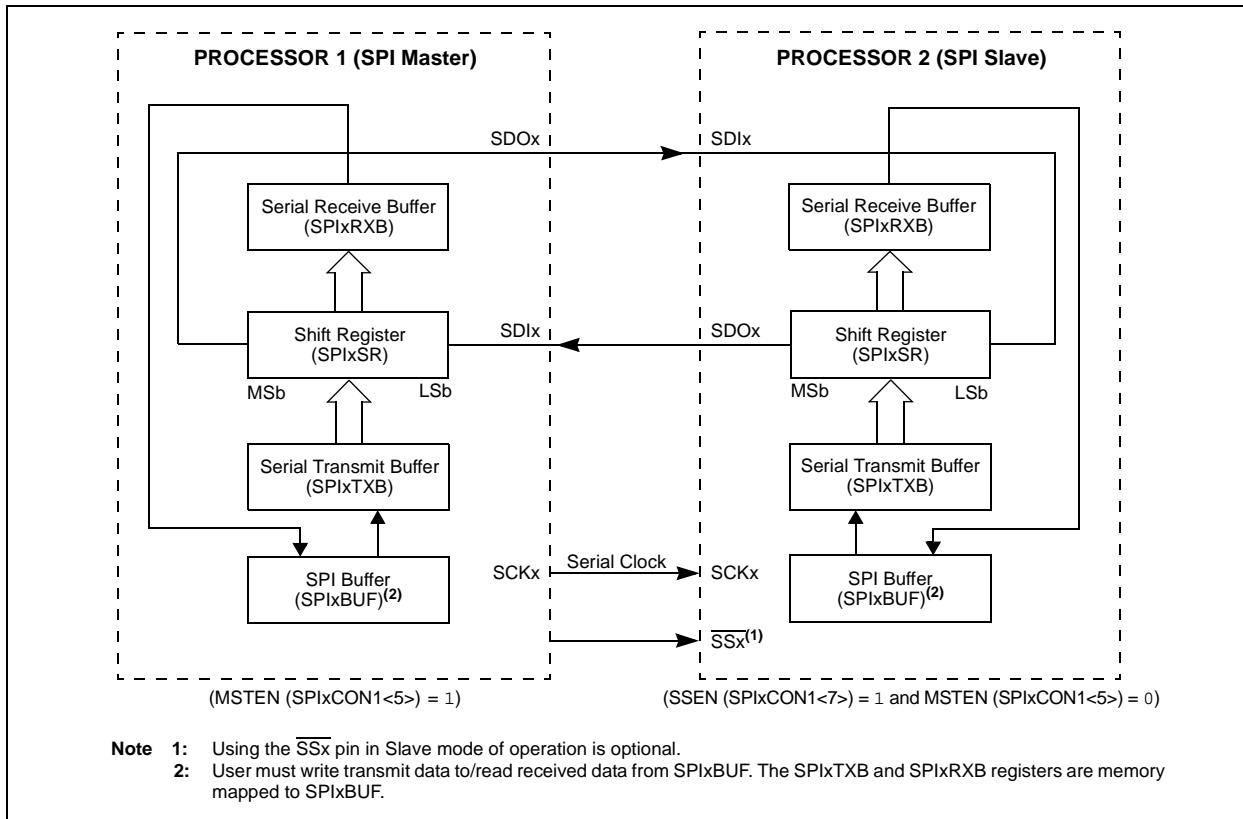 PROCESSOR 1 (SPI Master)
PROCESSOR 2 (SPI Slave)
SDOx
SDIx
Serial Receive Buffer
(SPIxRXB)
Serial Receive Buffer
(SPIxRXB)
Shift Register
(SPIxSR)
SDIx
SDOx
Shift Register
(SPIxSR)
MSb
LSb
MSb
LSb
Serial Transmit Buffer
(SPIxTXB)
Serial Transmit Buffer
(SPIxTXB)
SPI Buffer
(SPIxBUF)(2)
SCKx
Serial Clock
SCKx
SPI Buffer
(SPIxBUF)(2)
SSx(1)
(MSTEN (SPIxCON1<5>) = 1)
(SSEN (SPIxCON1<7>) = 1 and MSTEN (SPIxCON1<5>) = 0)
Note 1: Using the SSx pin in Slave mode of operation is optional.
2: User must write transmit data to/read received data from SPIxBUF. The SPIxTXB and SPIxRXB registers are memory
mapped to SPIxBUF.